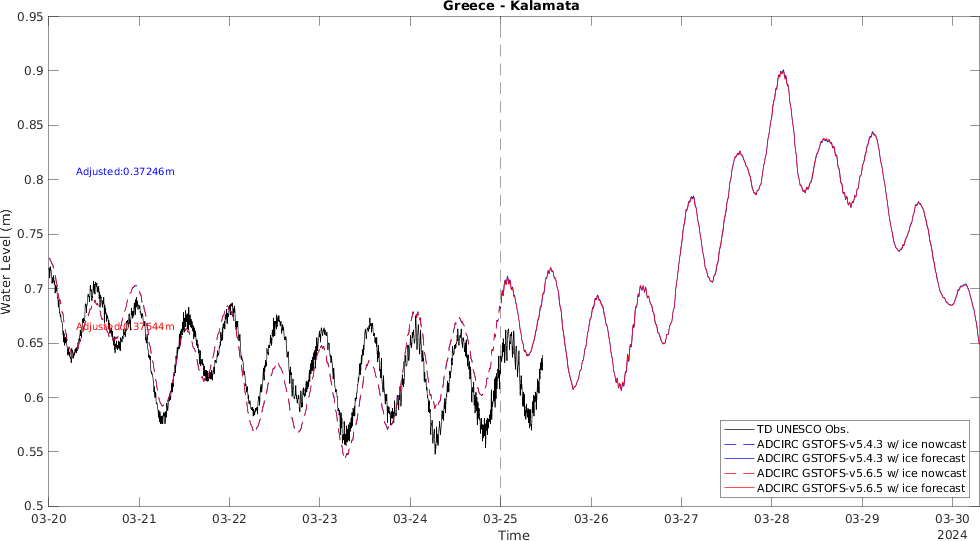 Greece - Kalamata
0.95
0.9
0.85
0.8
0.75
0.7
0.65
0.6
0.55
0.5
Water Level (m)
Adjusted:0.37246m
Adjusted:0.37544m
TD UNESCO Obs.
ADCIRC GSTOFS-v5.4.3 w/ ice nowcast
ADCIRC GSTOFS-v5.4.3 w/ ice forecast
ADCIRC GSTOFS-v5.6.5 w/ ice nowcast
ADCIRC GSTOFS-v5.6.5 w/ ice forecast
03-20 03-21 03-22 03-23 03-24 03-25 03-26 03-27 03-28 03-29 03-30
Time
2024